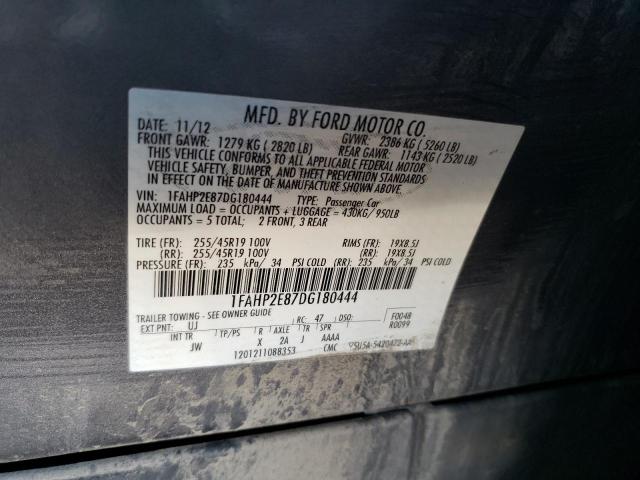 MFD. BY FORD MOTOR CO.
DATE: 11/12 GVWR: 2386 KG ( 5260 LB)
FRONT GAWR: 1279 KG ( 2820 LB) REAR GAWR: 1143 KG ( 2520 LB)
THIS VEHICLE CONFORMS TO ALL APPLICABLE FEDERAL MOTOR
VEHICLE SAFETY, BUMPER, AND THEFT PREVENTION STANDARDS
IN EFFECT ON THE DATE OF MANUFACTURE SHOWN ABOVE.
VIN: 1FAHP2E87DG180444 TYPE: Passenger Car
MAXIMUM LOAD = OCCUPANTS + LUGGAGE = 430KG/950LB
OCCUPANTS = 5 TOTAL: 2 FRONT, 3 REAR
TIRE (FR): 255/45R19 100V RIMS (FR): 19X8.5J
(RR): 255/45R19 100V (RR): 19X8.5J
PRESSURE (FR): 235 kPa/ 34 PSI COLD (RR): 235 kPa/ 34 PSI COLD
1FAHP2E87DG180444
TRAILER TOWING - SEE OWNER GUIDE
EXT PNT: UJ RC: 47 F0048
INT TR TP/PS R AXLE TR SPR R0099
JW X 2A J AAAA
1201211088353 CMC